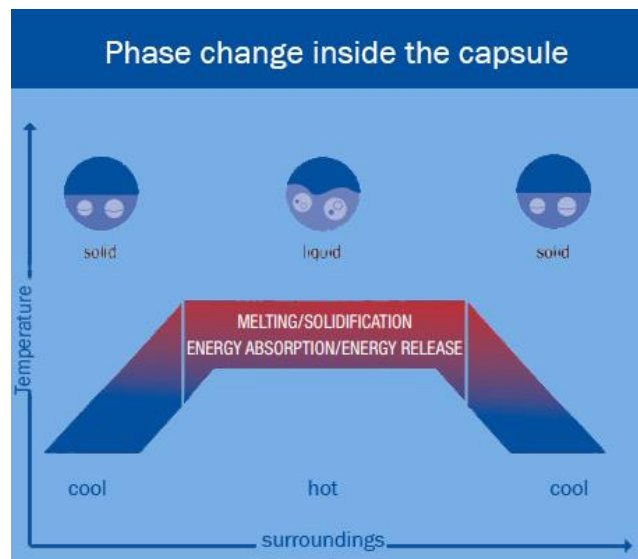 Phase change inside the capsule
solid
liquid
solid
Temperature
MELTING/SOLIDIFICATION
ENERGY ABSORPTION/ENERGY RELEASE
cool
hot
cool
surroundings